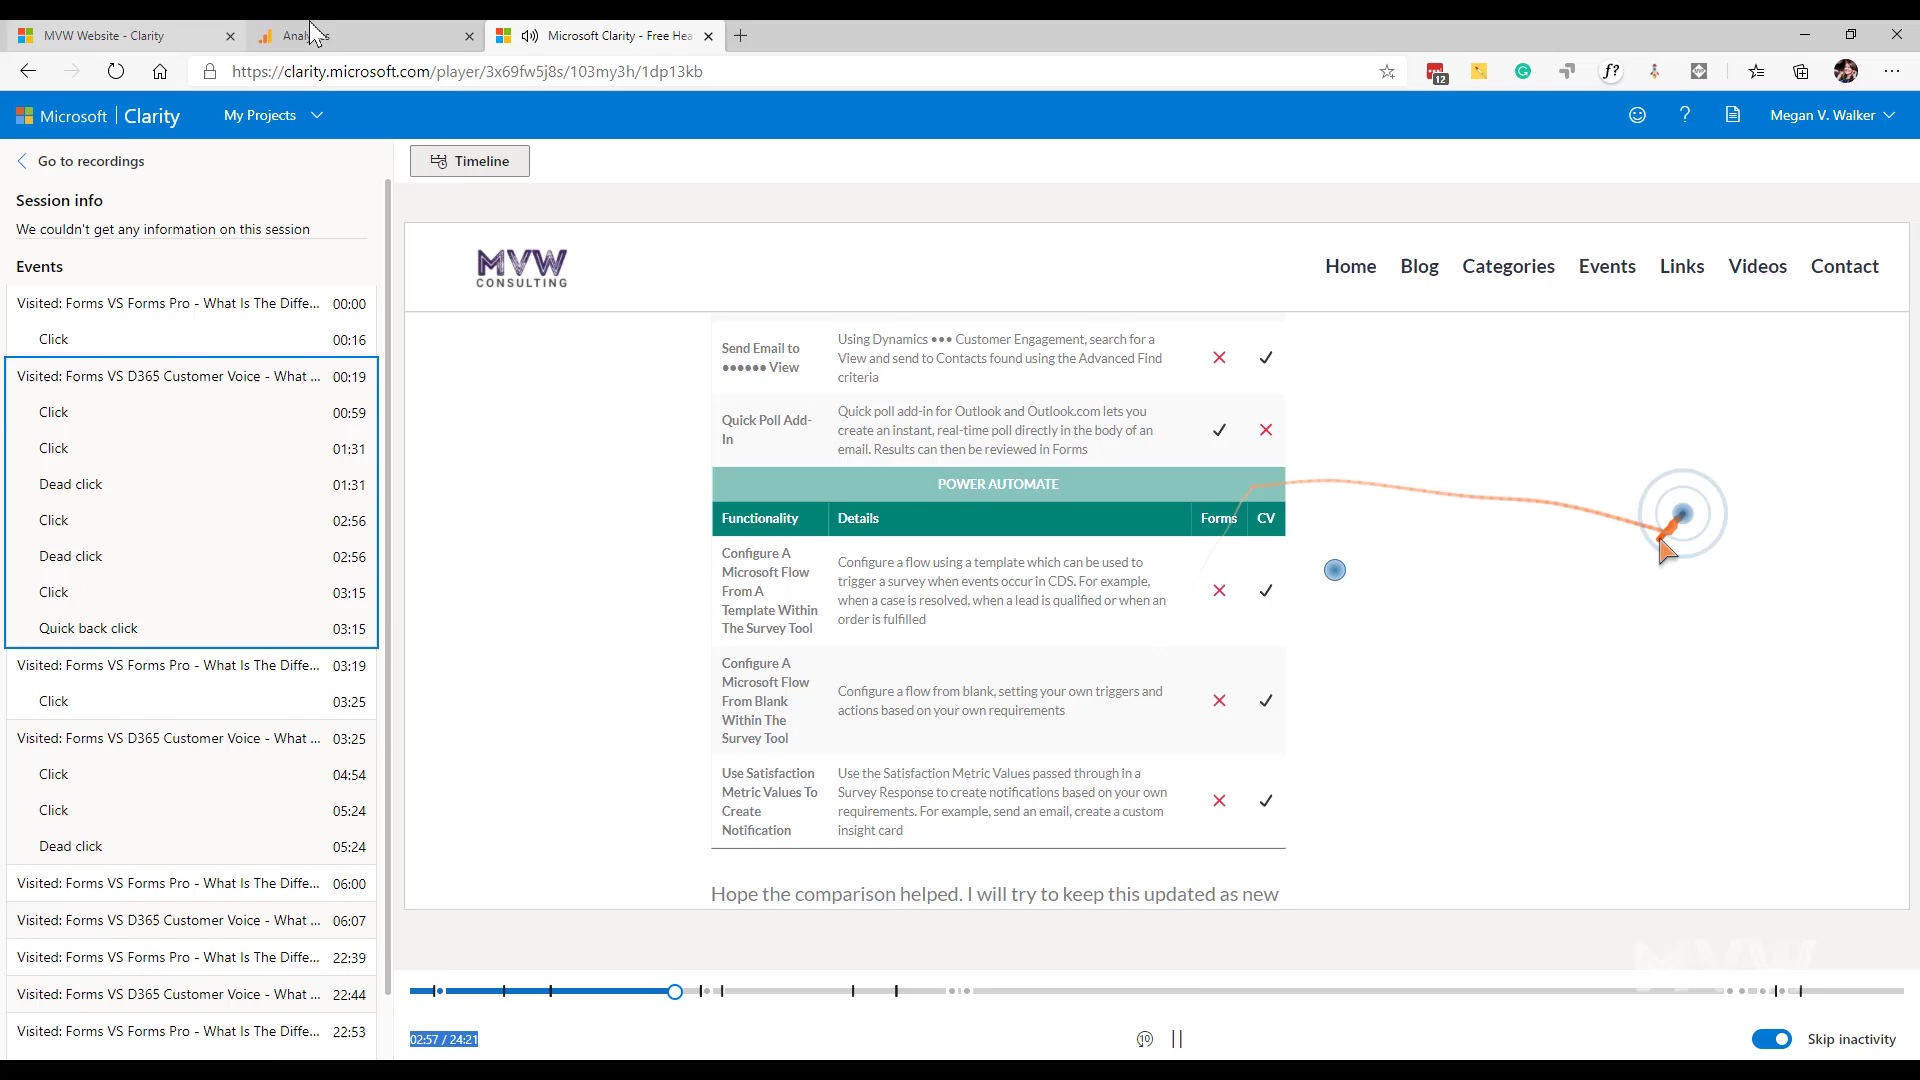 MVW Website - Clarity
Microsoft Clarity - Free Hea
https://clarity.microsoft.com/player/3x69fw5j8s/103my3h/1dp13kb
12
f?
Microsoft | Clarity
My Projects
?
Megan V. Walker
Go to recordings
Timeline
Session info
We couldn't get any information on this session
Events
Visited: Forms VS Forms Pro - What Is The Diffe... 00:00
Click 00:16
Visited: Forms VS D365 Customer Voice - What ... 00:19
Click 00:59
Click 01:31
Dead click 01:31
Click 02:56
Dead click 02:56
Click 03:15
Quick back click 03:15
Visited: Forms VS Forms Pro - What Is The Diffe... 03:19
Click 03:25
Visited: Forms VS D365 Customer Voice - What ... 03:25
Click 04:54
Click 05:24
Dead click 05:24
Visited: Forms VS Forms Pro - What Is The Diffe... 06:00
Visited: Forms VS D365 Customer Voice - What ... 06:07
Visited: Forms VS Forms Pro - What Is The Diffe... 22:39
Visited: Forms VS D365 Customer Voice - What ... 22:44
Visited: Forms VS Forms Pro - What Is The Diffe... 22:53
MVW
CONSULTING
Home Blog Categories Events Links Videos Contact
Send Email to
•••••• View
Using Dynamics ••• Customer Engagement, search for a
View and send to Contacts found using the Advanced Find
criteria
Quick Poll Add-
In
Quick poll add-in for Outlook and Outlook.com lets you
create an instant, real-time poll directly in the body of an
email. Results can then be reviewed in Forms
POWER AUTOMATE
Functionality Details Forms CV
Configure A
Microsoft Flow
From A
Template Within
The Survey Tool
Configure a flow using a template which can be used to
trigger a survey when events occur in CDS. For example,
when a case is resolved, when a lead is qualified or when an
order is fulfilled
Configure A
Microsoft Flow
From Blank
Within The
Survey Tool
Configure a flow from blank, setting your own triggers and
actions based on your own requirements
Use Satisfaction
Metric Values To
Create
Notification
Use the Satisfaction Metric Values passed through in a
Survey Response to create notifications based on your own
requirements. For example, send an email, create a custom
insight card
Hope the comparison helped. I will try to keep this updated as new
MVW
02:57 / 24:21
10
Skip inactivity